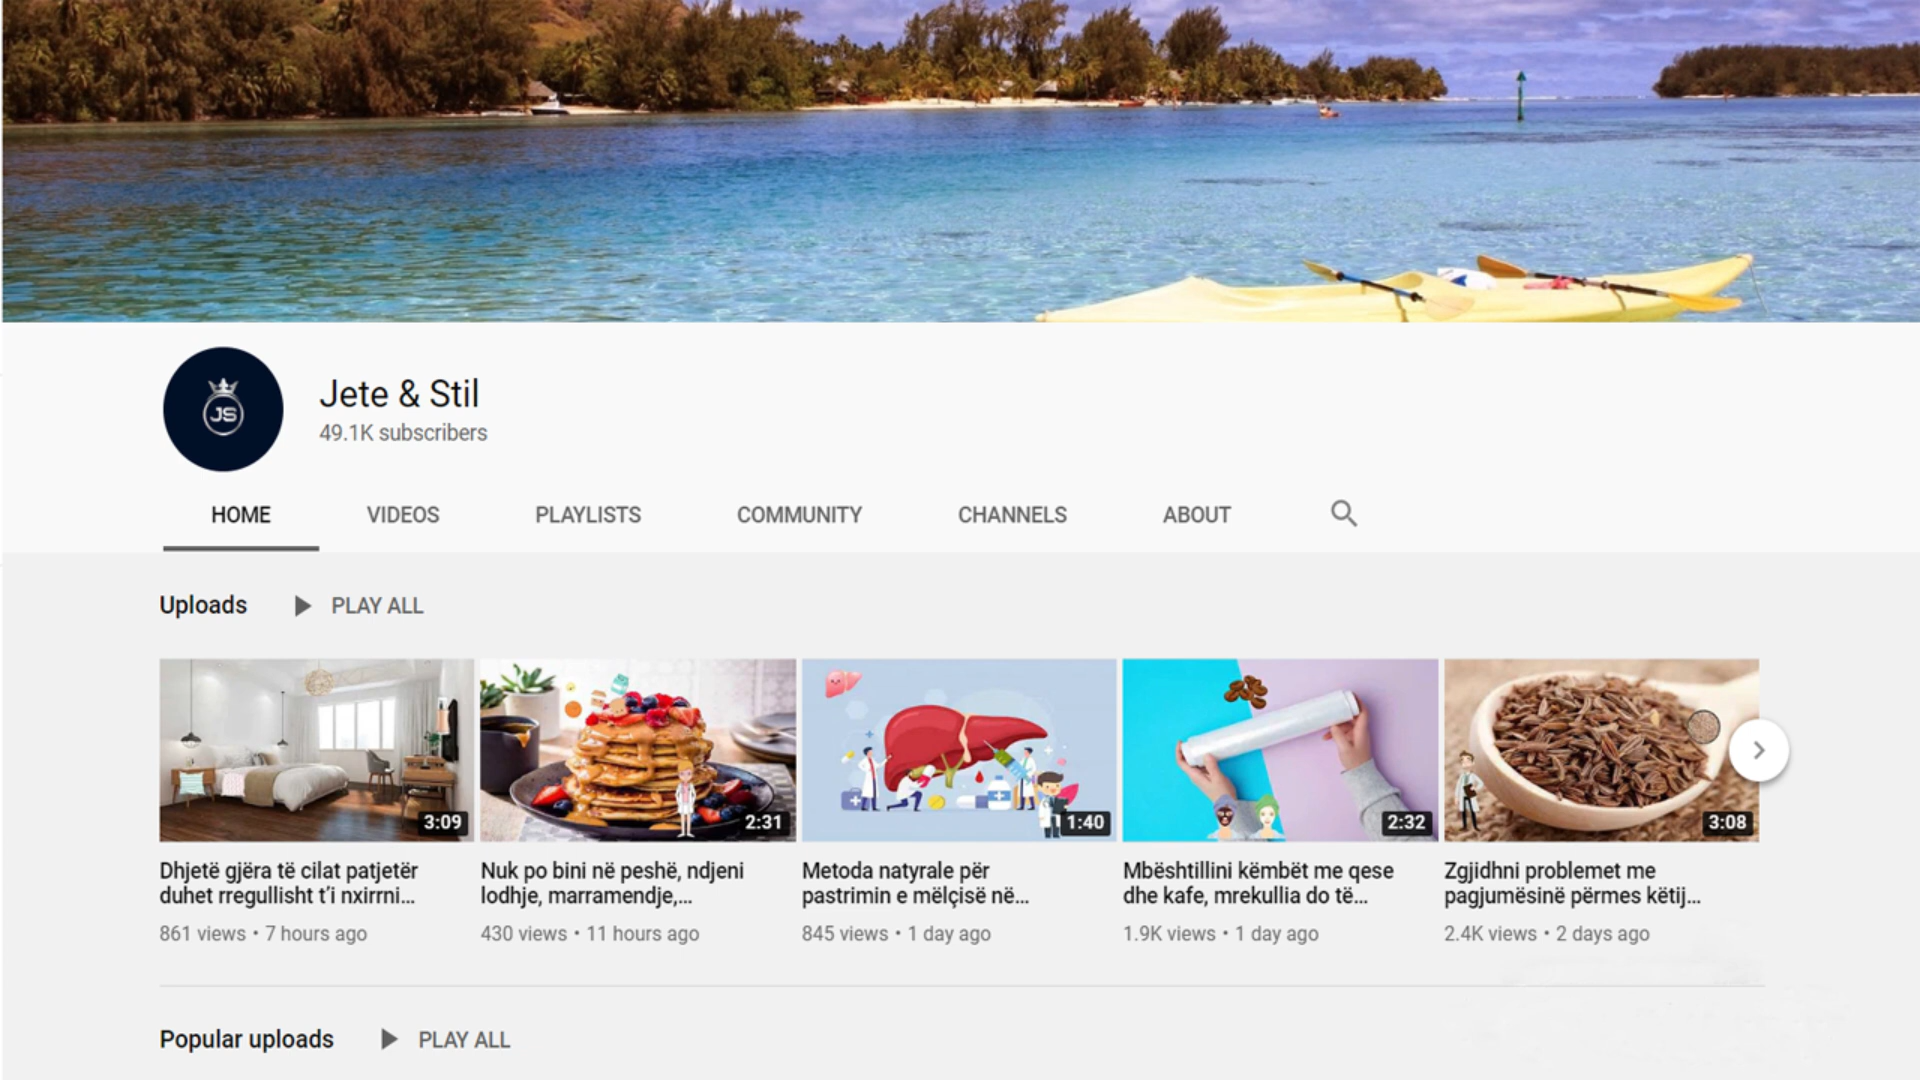 JS
Jete & Stil
49.1K subscribers
HOME VIDEOS PLAYLISTS COMMUNITY CHANNELS ABOUT
Uploads PLAY ALL
3:09 2:31 1:40 2:32 3:08
Dhjetë gjëra të cilat patjetër
duhet rregullisht t'i nxirrni...
861 views • 7 hours ago
Nuk po bini në peshë, ndjeni
lodhje, marramendje,...
430 views • 11 hours ago
Metoda natyrale për
pastrimin e mëlçisë në...
845 views • 1 day ago
Mbështillini këmbët me qese
dhe kafe, mrekullia do të...
1.9K views • 1 day ago
Zgjidhni problemet me
pagjumësinë përmes këtij...
2.4K views • 2 days ago
Popular uploads PLAY ALL